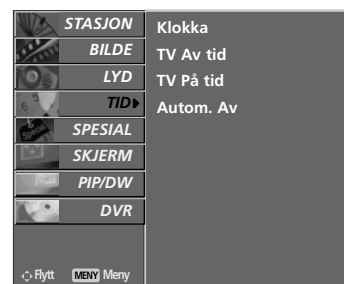 STASJON
BILDE
LYD
TID
SPESIAL
SKJERM
PIP/DW
DVR
Flytt MENY Meny
Klokka
TV Av tid
TV På tid
Autom. Av